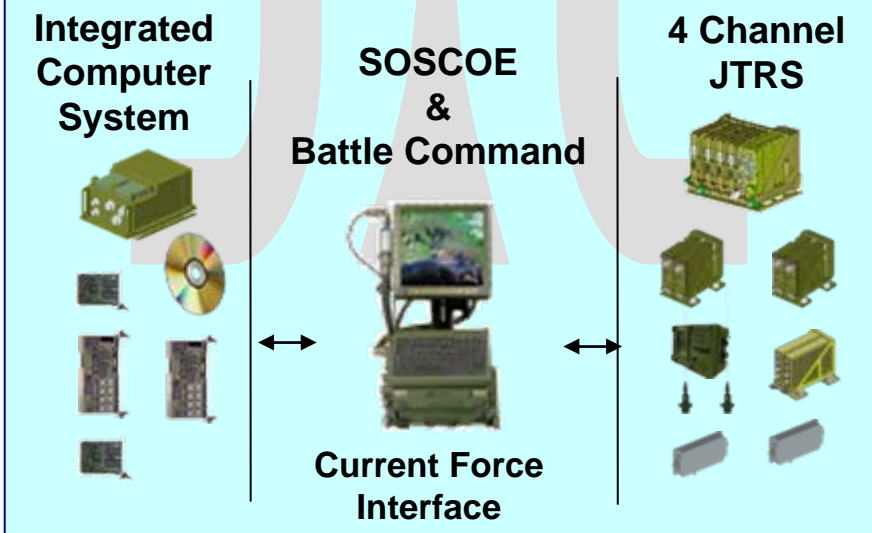 Integrated
Computer
System
SOSCOE
&
Battle Command
Current Force
Interface
4 Channel
JTRS